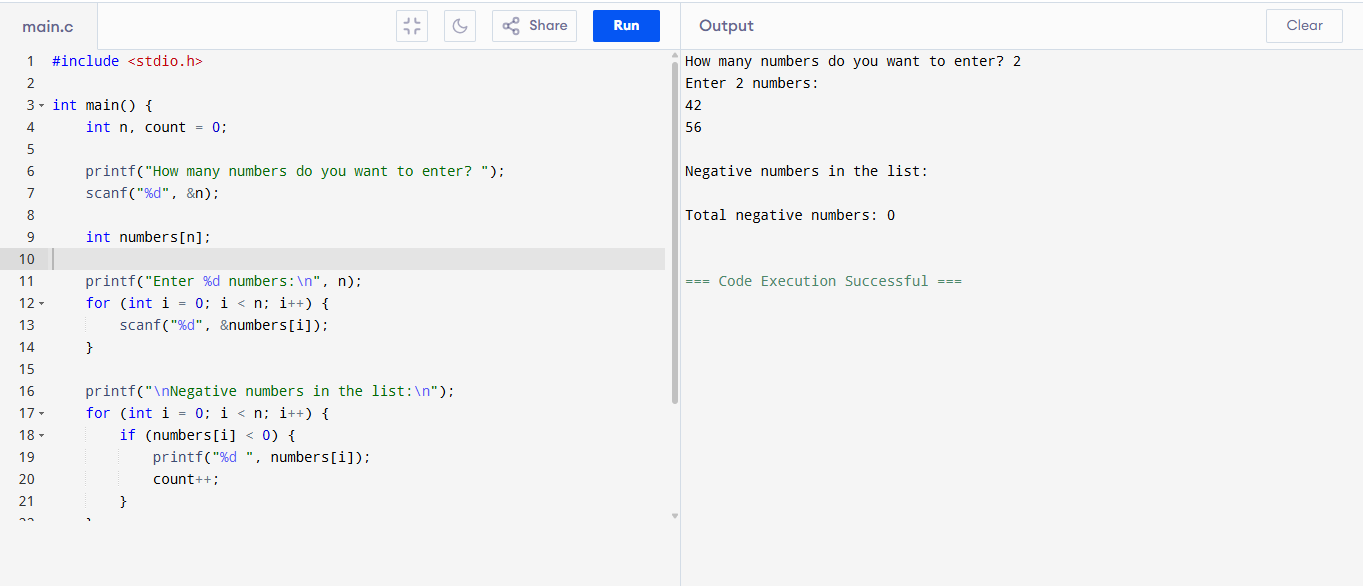 main.c
Share
Run
Output
Clear
1 #include <stdio.h>
2
3 int main() {
4 int n, count = 0;
5
6 printf("How many numbers do you want to enter? ");
7 scanf("%d", &n);
8
9 int numbers[n];
10
11 printf("Enter %d numbers:\n", n);
12 for (int i = 0; i < n; i++) {
13 scanf("%d", &numbers[i]);
14 }
15
16 printf("\nNegative numbers in the list:\n");
17 for (int i = 0; i < n; i++) {
18 if (numbers[i] < 0) {
19 printf("%d ", numbers[i]);
20 count++;
21 }
How many numbers do you want to enter? 2
Enter 2 numbers:
42
56
Negative numbers in the list:
Total negative numbers: 0
=== Code Execution Successful ===